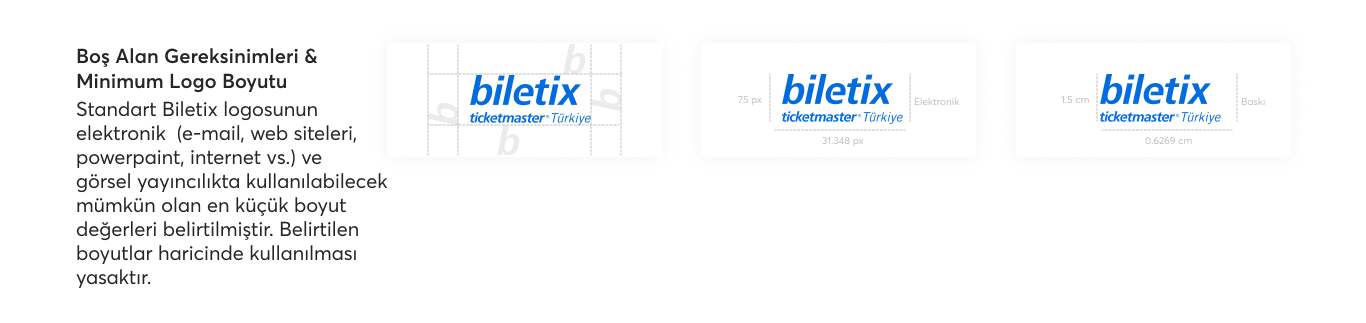 Boş Alan Gereksinimleri &
Minimum Logo Boyutu
Standart Biletix logosunun
elektronik  (e-mail, web siteleri,
powerpaint, internet vs.) ve
görsel yayıncılıkta kullanılabilecek
mümkün olan en küçük boyut
değerleri belirtilmiştir. Belirtilen
boyutlar haricinde kullanılması
yasaktır.
b
b
b
b
biletix
ticketmaster® Türkiye
75 px
biletix
ticketmaster® Türkiye
Elektronik
31.348 px
1.5 cm
biletix
ticketmaster® Türkiye
Baskı
0.6269 cm